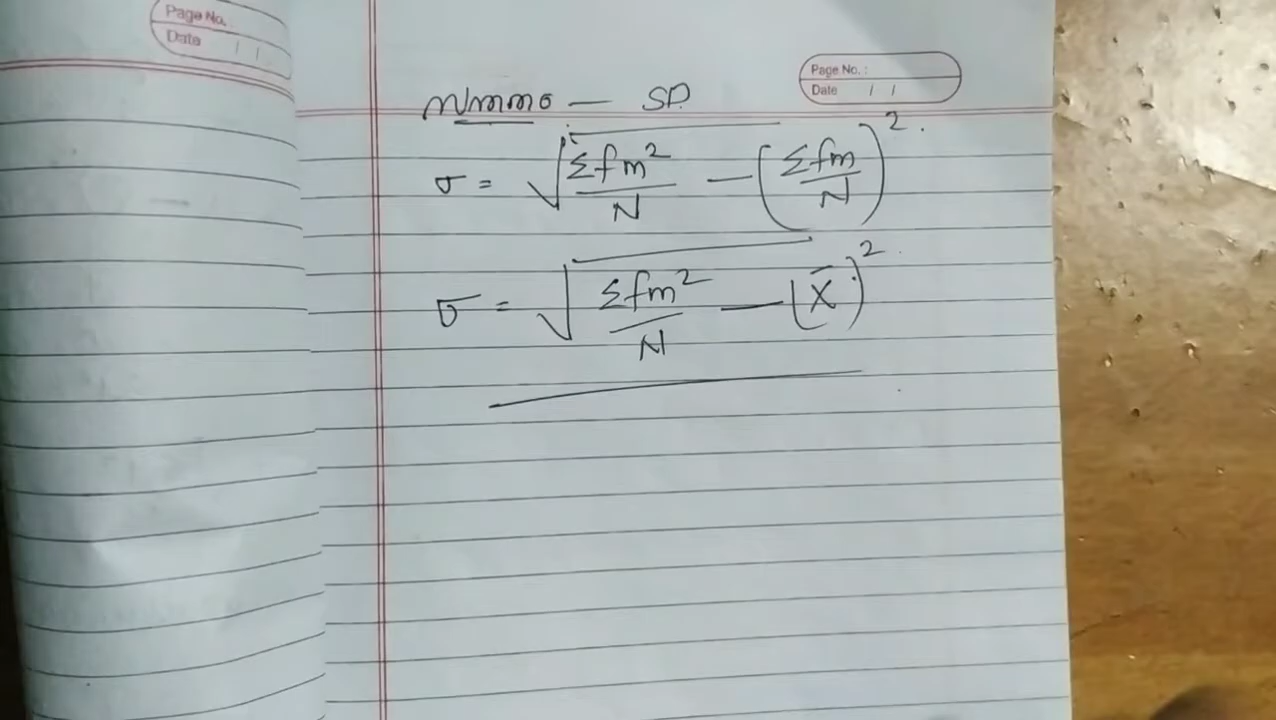 Page No.
Date / /
Page No. :
Date / /
— SD.
σ = √(Σfm²/N − (Σfm/N)²).
σ = √(Σfm²/N − (X̄)²).